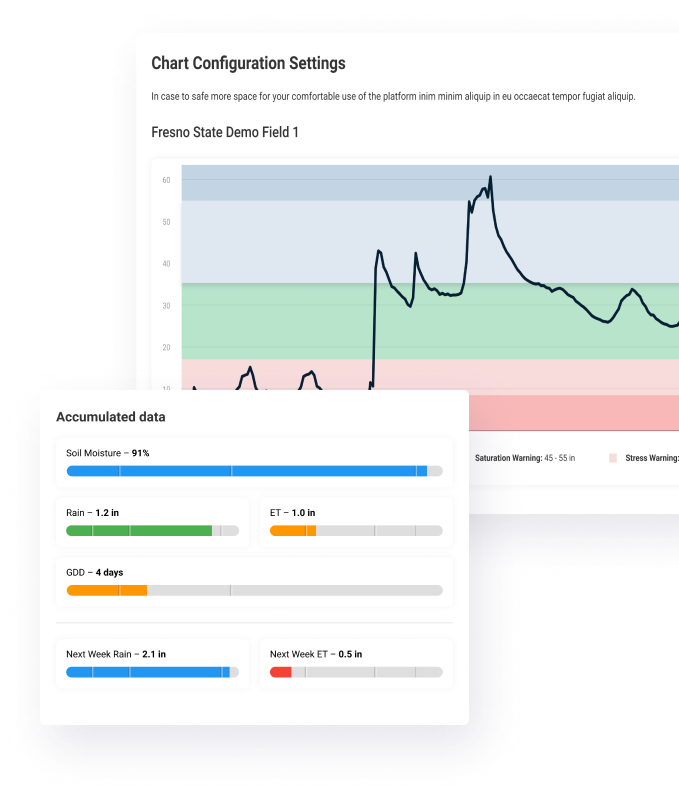 Chart Configuration Settings
In case to safe more space for your comfortable use of the platform inim minim aliquip in eu occaecat tempor fugiat aliquip.
Fresno State Demo Field 1
60
50
40
30
20
10
Saturation Warning: 45 - 55 in
Stress Warning:
Accumulated data
Soil Moisture – 91%
Rain – 1.2 in
ET – 1.0 in
GDD – 4 days
Next Week Rain – 2.1 in
Next Week ET – 0.5 in